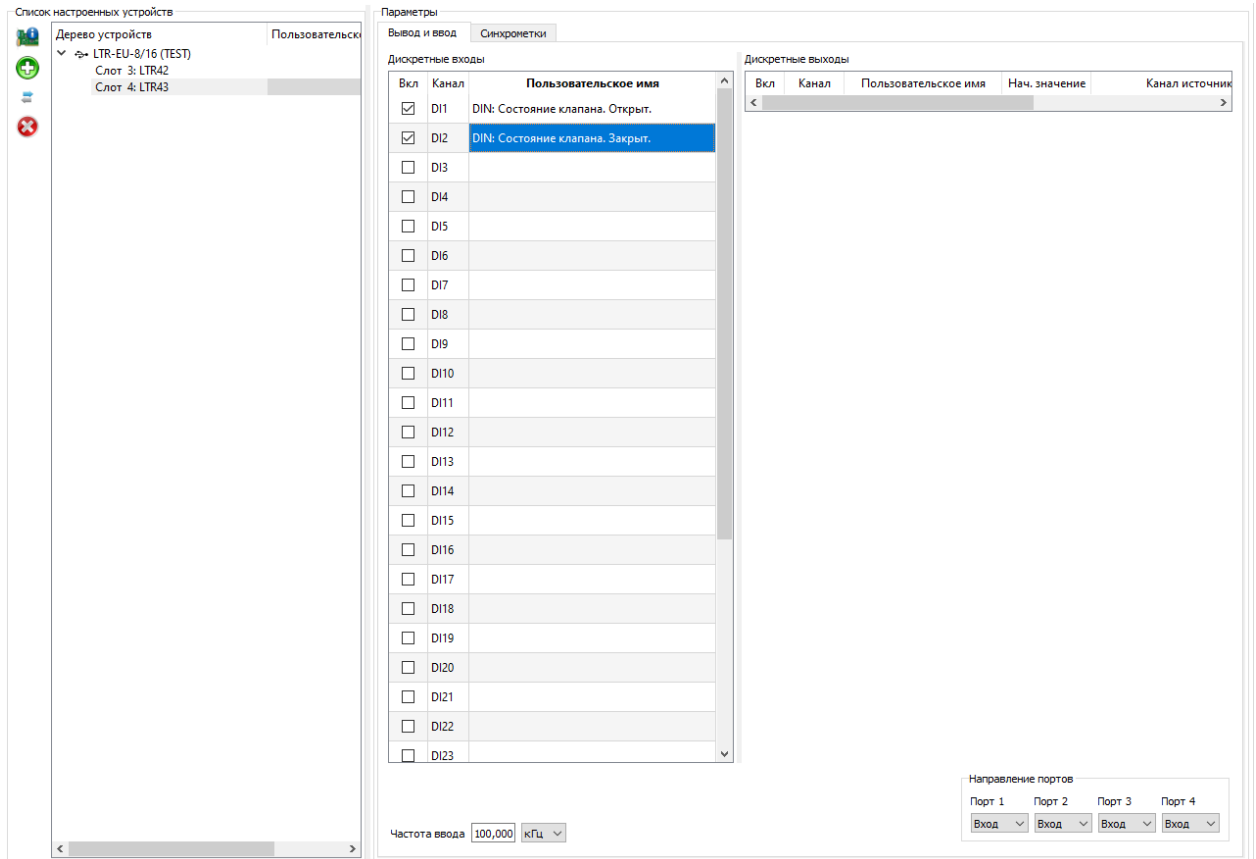 Список настроенных устройств
Дерево устройств Пользовательск
LTR-EU-8/16 (TEST)
Слот 3: LTR42
Слот 4: LTR43
Параметры
Вывод и ввод Синхрометки
Дискретные входы
Вкл Канал Пользовательское имя
DI1 DIN: Состояние клапана. Открыт.
DI2 DIN: Состояние клапана. Закрыт.
DI3
DI4
DI5
DI6
DI7
DI8
DI9
DI10
DI11
DI12
DI13
DI14
DI15
DI16
DI17
DI18
DI19
DI20
DI21
DI22
DI23
Частота ввода 100,000 кГц
Дискретные выходы
Вкл Канал Пользовательское имя Нач. значение Канал источник
Направление портов
Порт 1 Порт 2 Порт 3 Порт 4
Вход Вход Вход Вход